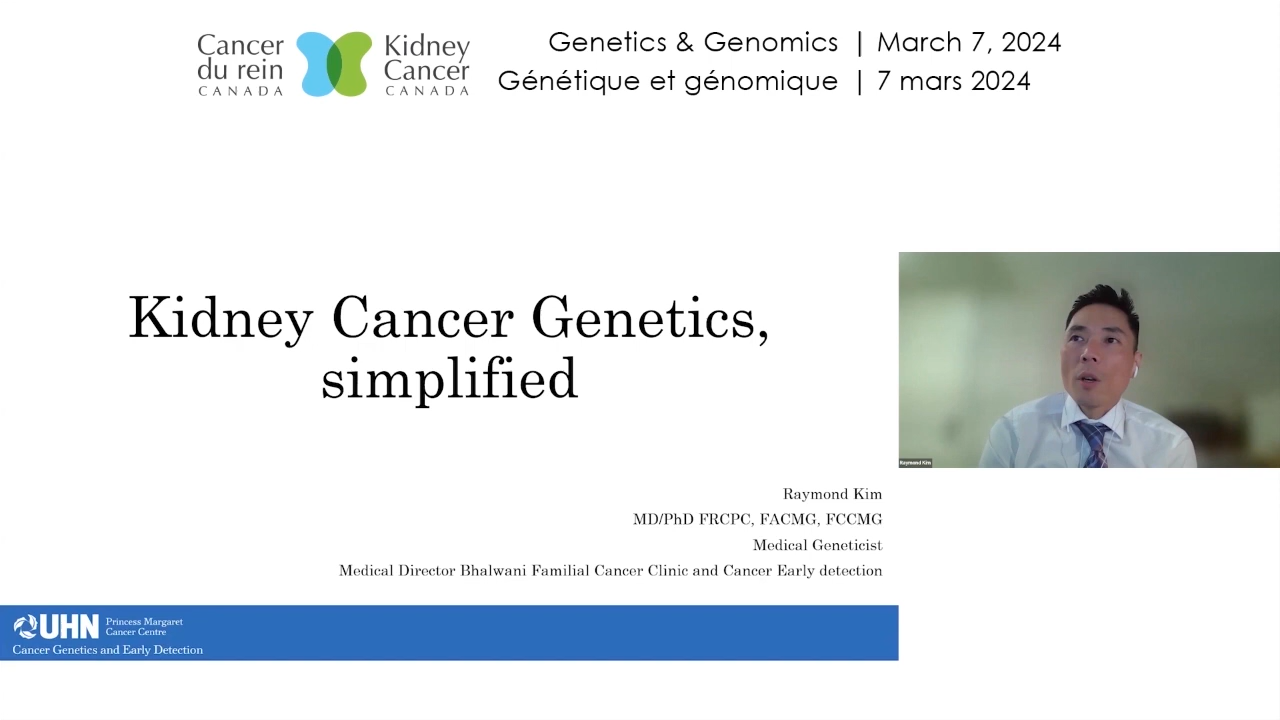 Cancer
du rein
CANADA
Kidney
Cancer
CANADA
Genetics & Genomics | March 7, 2024
Génétique et génomique | 7 mars 2024
Kidney Cancer Genetics,
simplified
Raymond Kim
Raymond Kim
MD/PhD FRCPC, FACMG, FCCMG
Medical Geneticist
Medical Director Bhalwani Familial Cancer Clinic and Cancer Early detection
UHN
Princess Margaret
Cancer Centre
Cancer Genetics and Early Detection